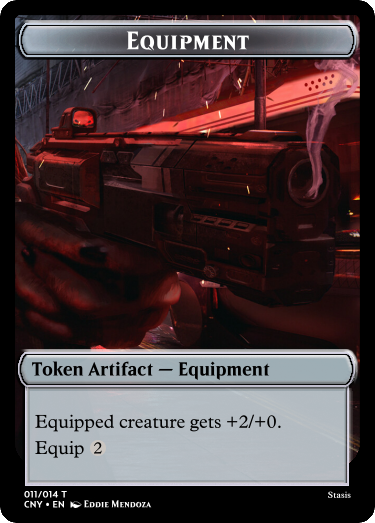 EQUIPMENT
Token Artifact — Equipment
Equipped creature gets +2/+0.
Equip 2
011/014 T
CNY • EN EDDIE MENDOZA
Stasis